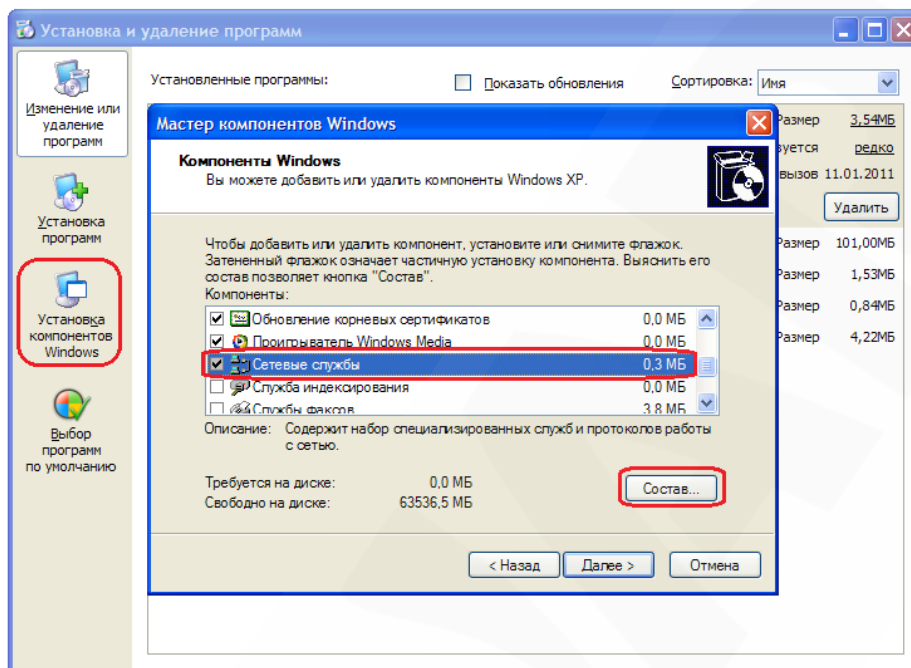 Установка и удаление программ
Изменение или
удаление
программ
Установка
программ
Установка
компонентов
Windows
Выбор
программ
по умолчанию
Установленные программы:
Показать обновления
Сортировка: Имя
Размер 3,54МБ
зуется редко
вызов 11.01.2011
Удалить
Размер 101,00МБ
Размер 1,53МБ
Размер 0,84МБ
Размер 4,22МБ
Мастер компонентов Windows
Компоненты Windows
Вы можете добавить или удалить компоненты Windows XP.
Чтобы добавить или удалить компонент, установите или снимите флажок.
Затененный флажок означает частичную установку компонента. Выяснить его
состав позволяет кнопка "Состав".
Компоненты:
Обновление корневых сертификатов 0,0 МБ
Проигрыватель Windows Media 0,0 МБ
Сетевые службы 0,3 МБ
Служба индексирования 0,0 МБ
Службы факсов 3,8 МБ
Описание: Содержит набор специализированных служб и протоколов работы
с сетью.
Требуется на диске: 0,0 МБ
Свободно на диске: 63536,5 МБ
Состав...
< Назад
Далее >
Отмена